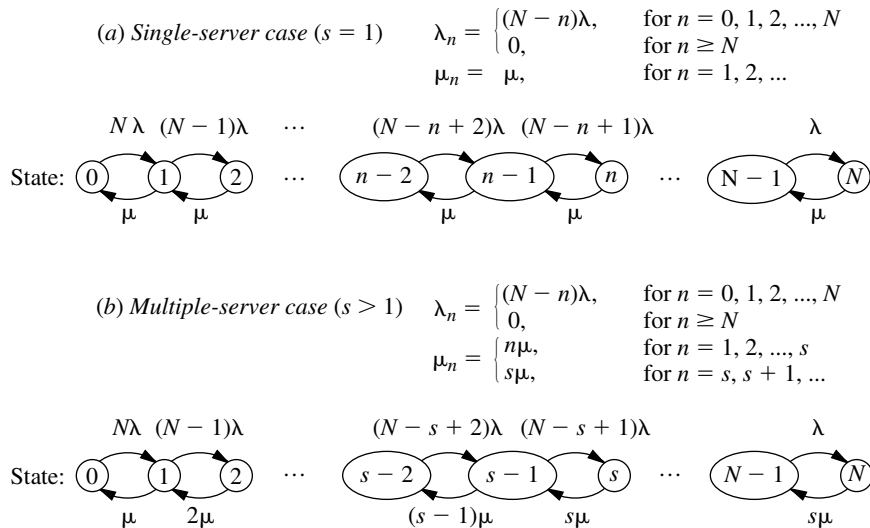 (a) Single-server case (s = 1) λₙ = { (N − n)λ, for n = 0, 1, 2, ..., N
0, for n ≥ N
μₙ = μ, for n = 1, 2, ...
Nλ (N − 1)λ ··· (N − n + 2)λ (N − n + 1)λ λ
State: 0 1 2 ··· n − 2 n − 1 n ··· N − 1 N
μ μ μ μ μ
(b) Multiple-server case (s > 1) λₙ = { (N − n)λ, for n = 0, 1, 2, ..., N
0, for n ≥ N
μₙ = { nμ, for n = 1, 2, ..., s
sμ, for n = s, s + 1, ...
Nλ (N − 1)λ (N − s + 2)λ (N − s + 1)λ λ
State: 0 1 2 ··· s − 2 s − 1 s ··· N − 1 N
μ 2μ (s − 1)μ sμ sμ